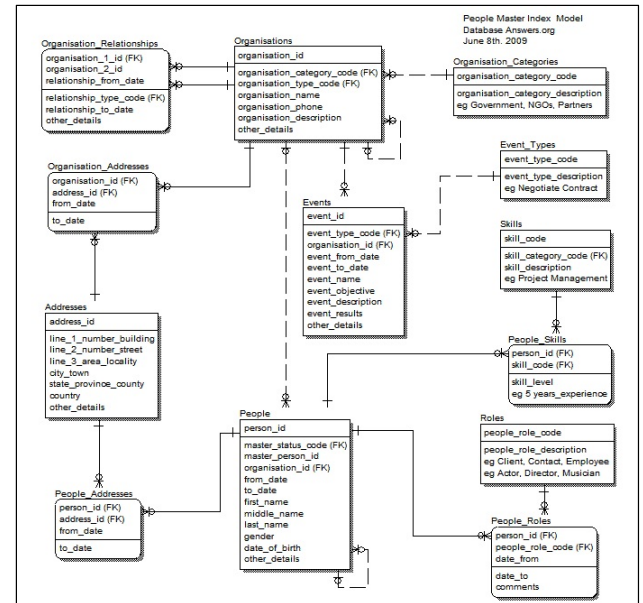 People Master Index Model
Database Answers.org
June 8th. 2009
Organisation_Relationships
organisation_1_id (FK)
organisation_2_id
relationship_from_date
relationship_type_code (FK)
relationship_to_date
other_details
Organisations
organisation_id
organisation_category_code (FK)
organisation_type_code (FK)
organisation_name
organisation_phone
organisation_description
other_details
Organisation_Categories
organisation_category_code
organisation_category_description
eg Government, NGOs, Partners
Event_Types
event_type_code
event_type_description
eg Negotiate Contract
Organisation_Addresses
organisation_id (FK)
address_id (FK)
from_date
to_date
Events
event_id
event_type_code (FK)
organisation_id (FK)
event_from_date
event_to_date
event_name
event_objective
event_description
event_results
other_details
Skills
skill_code
skill_category_code (FK)
skill_description
eg Project Management
Addresses
address_id
line_1_number_building
line_2_number_street
line_3_area_locality
city_town
state_province_county
country
other_details
People_Skills
person_id (FK)
skill_code (FK)
skill_level
eg 5 years_experience
People
person_id
master_status_code (FK)
master_person_id
organisation_id (FK)
from_date
to_date
first_name
middle_name
last_name
gender
date_of_birth
other_details
Roles
people_role_code
people_role_description
eg Client, Contact, Employee
eg Actor, Director, Musician
People_Addresses
person_id (FK)
address_id (FK)
from_date
to_date
People_Roles
person_id (FK)
people_role_code (FK)
date_from
date_to
comments